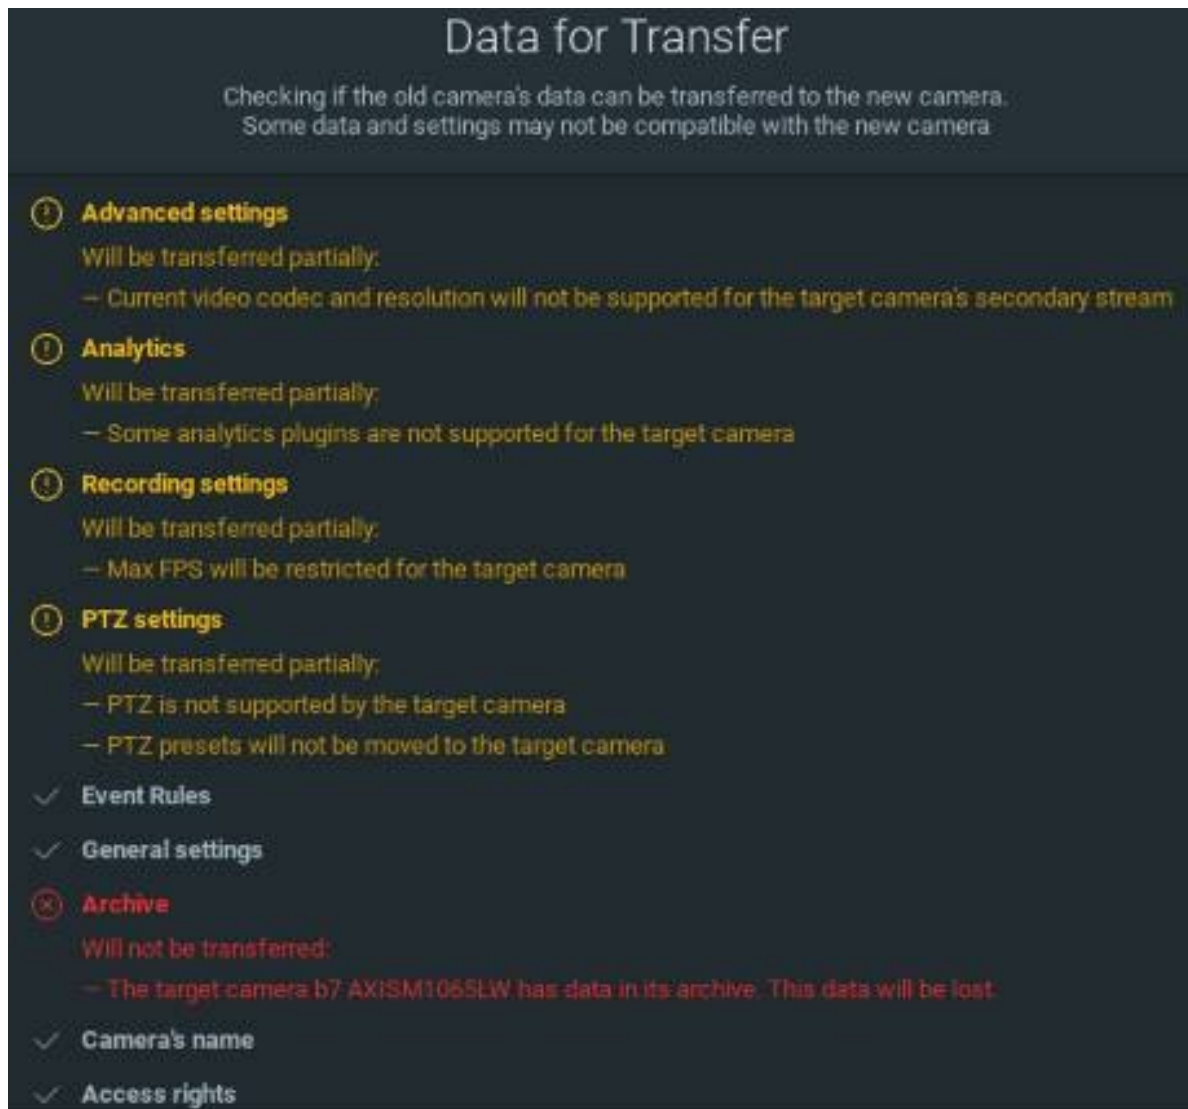 Data for Transfer
Checking if the old camera's data can be transferred to the new camera.
Some data and settings may not be compatible with the new camera
Advanced settings
Will be transferred partially:
— Current video codec and resolution will not be supported for the target camera's secondary stream
Analytics
Will be transferred partially:
— Some analytics plugins are not supported for the target camera
Recording settings
Will be transferred partially:
— Max FPS will be restricted for the target camera
PTZ settings
Will be transferred partially:
— PTZ is not supported by the target camera
— PTZ presets will not be moved to the target camera
Event Rules
General settings
Archive
Will not be transferred:
— The target camera b7 AXISM1065LW has data in its archive. This data will be lost.
Camera's name
Access rights